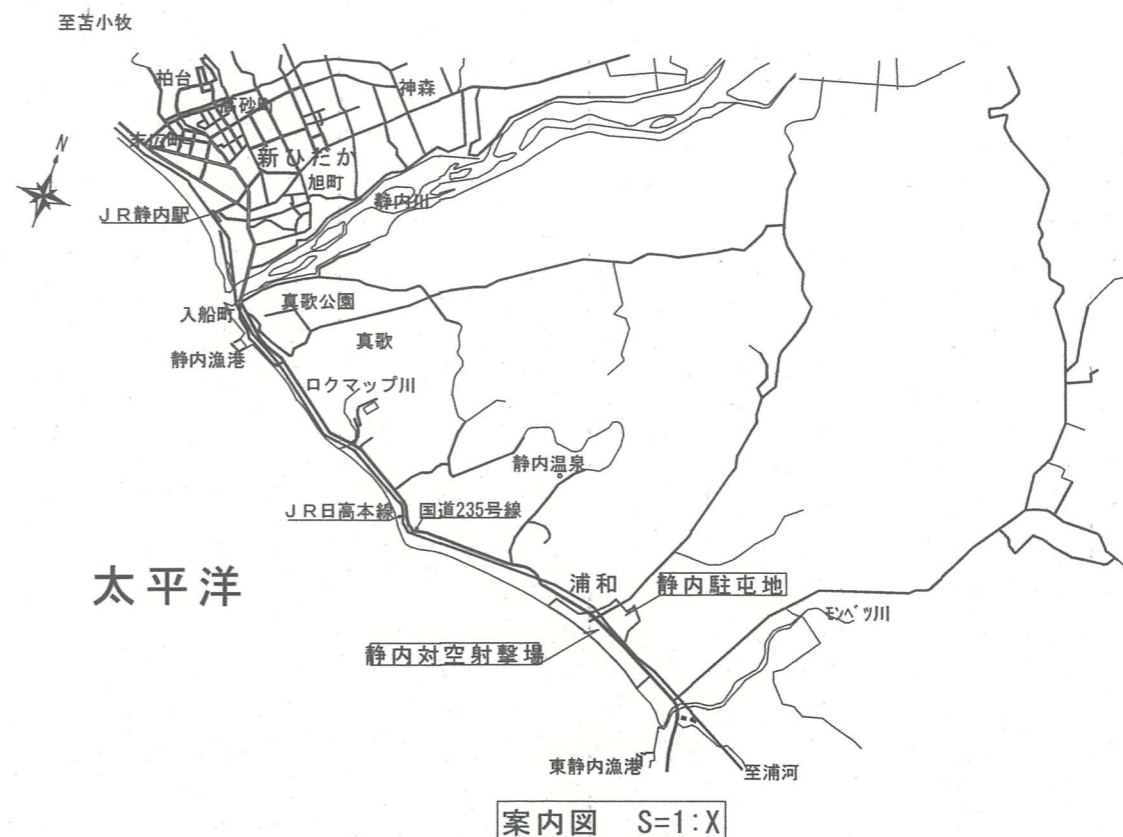 至苫小牧
柏台
神森
高砂町
末広町
新ひだか
旭町
N
静内川
JR静内駅
真歌公園
入船町
真歌
静内漁港
ロクマップ川
静内温泉
JR日高本線
国道235号線
太平洋
浦和
静内駐屯地
モンベツ川
静内対空射撃場
東静内漁港
至浦河
案内図 S=1:X